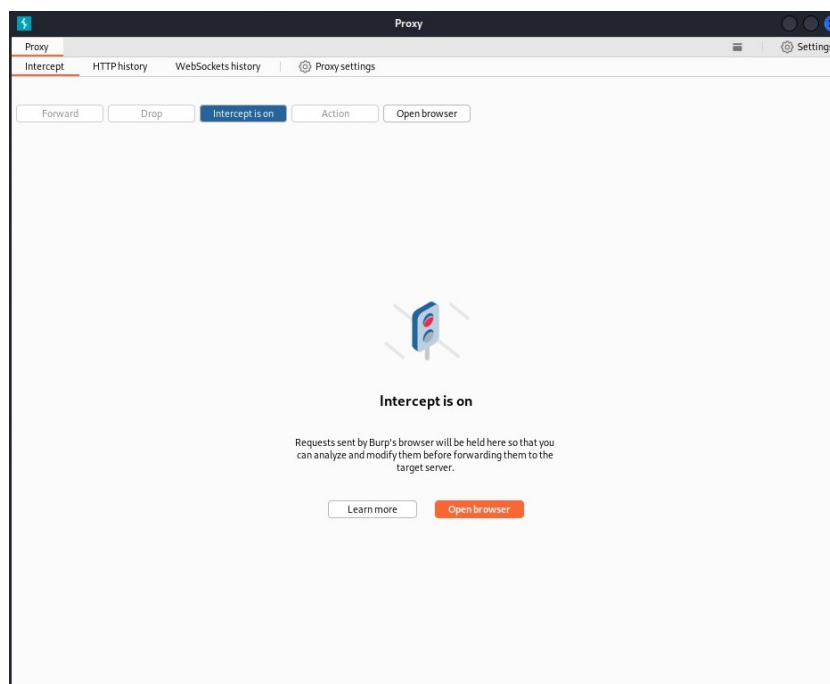 Proxy
Proxy
Settings
Intercept HTTP history WebSockets history Proxy settings
Forward Drop Intercept is on Action Open browser
Intercept is on
Requests sent by Burp's browser will be held here so that you
can analyze and modify them before forwarding them to the
target server.
Learn more Open browser